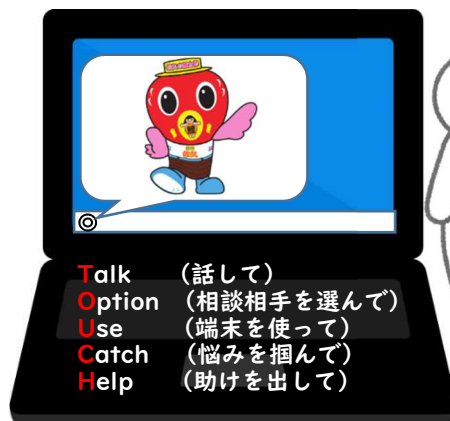 Talk （話して）
Option （相談相手を選んで）
Use （端末を使って）
Catch （悩みを掴んで）
Help （助けを出して）